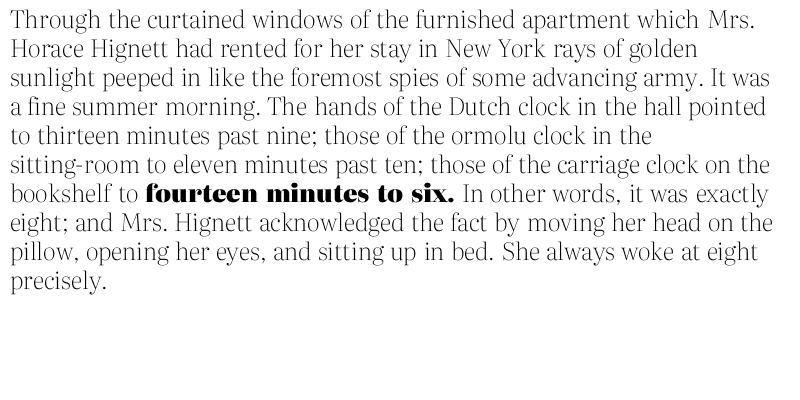 Through the curtained windows of the furnished apartment which Mrs.
Horace Hignett had rented for her stay in New York rays of golden
sunlight peeped in like the foremost spies of some advancing army. It was
a fine summer morning. The hands of the Dutch clock in the hall pointed
to thirteen minutes past nine; those of the ormolu clock in the
sitting-room to eleven minutes past ten; those of the carriage clock on the
bookshelf to fourteen minutes to six. In other words, it was exactly
eight; and Mrs. Hignett acknowledged the fact by moving her head on the
pillow, opening her eyes, and sitting up in bed. She always woke at eight
precisely.